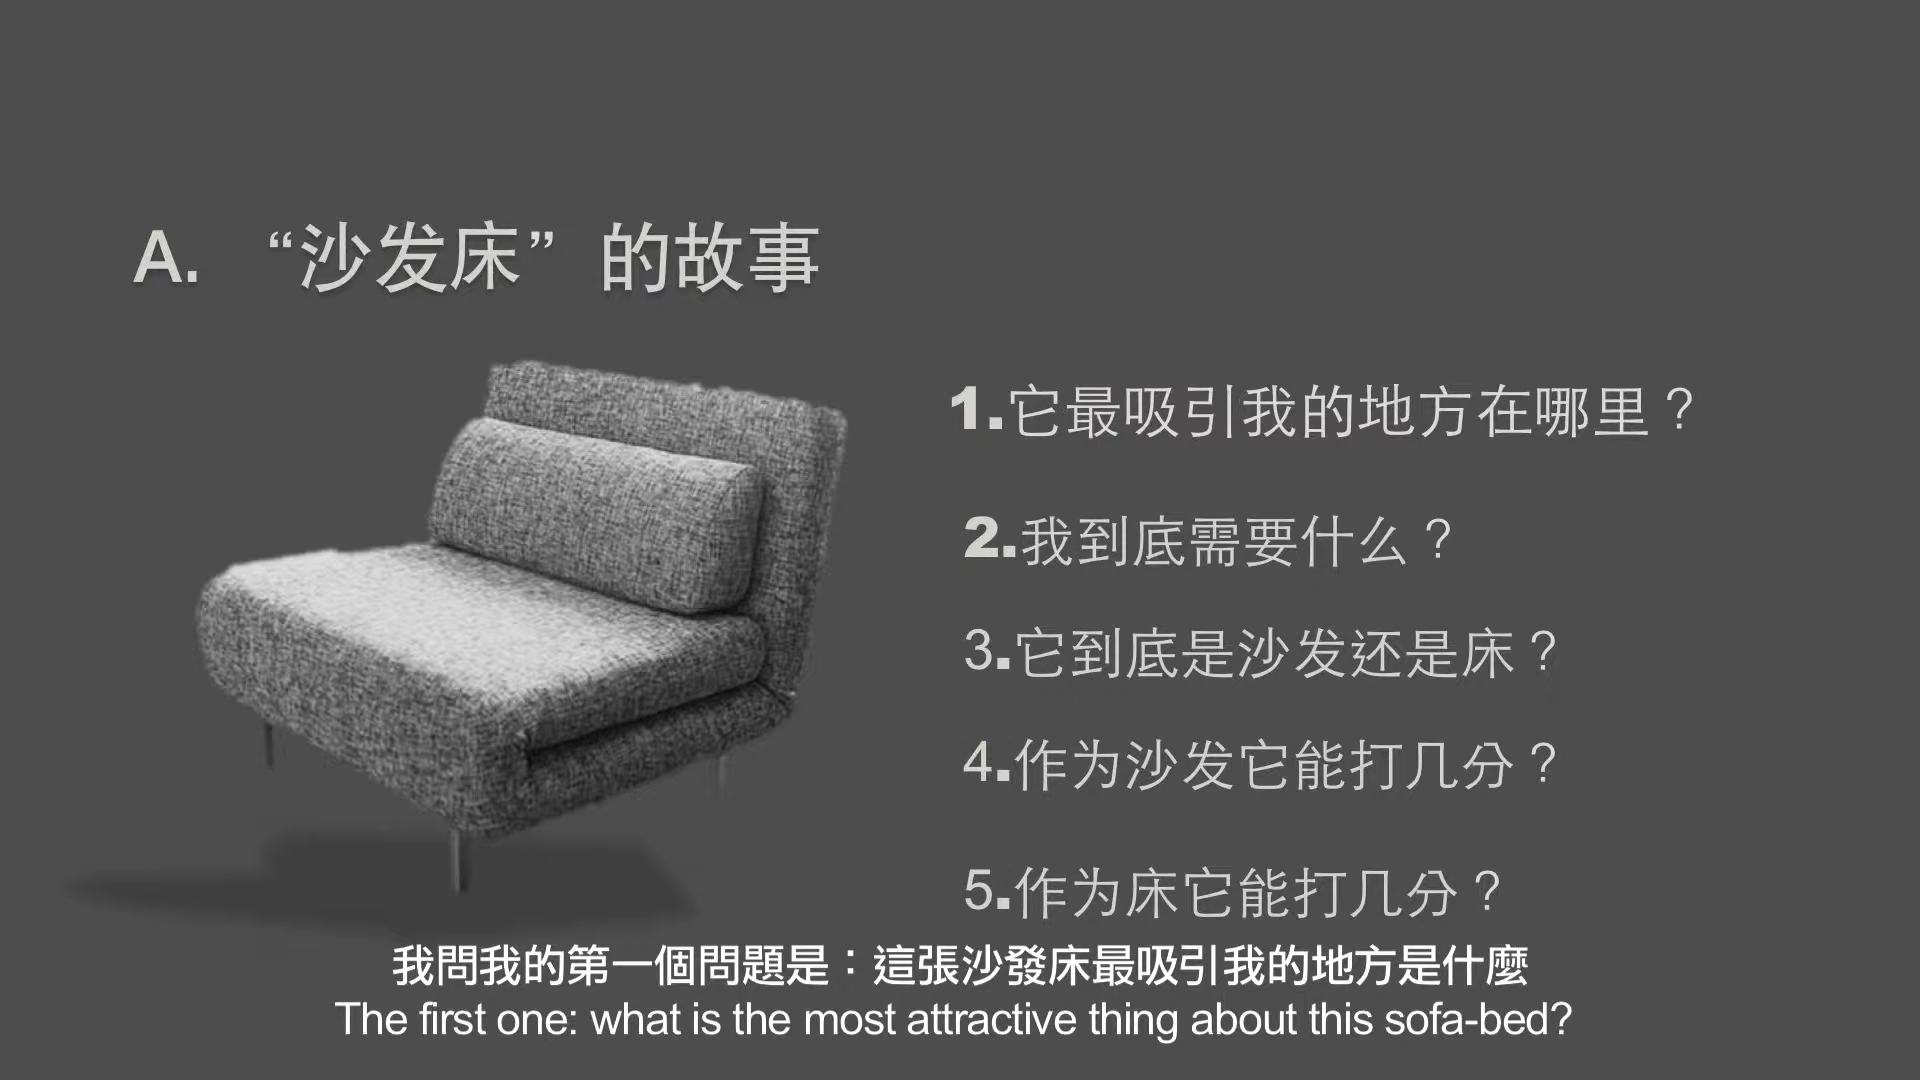 A. “沙发床”的故事
1.它最吸引我的地方在哪里？
2.我到底需要什么？
3.它到底是沙发还是床？
4.作为沙发它能打几分？
5.作为床它能打几分？
我問我的第一個問題是：這張沙發床最吸引我的地方是什麼
The first one: what is the most attractive thing about this sofa-bed?